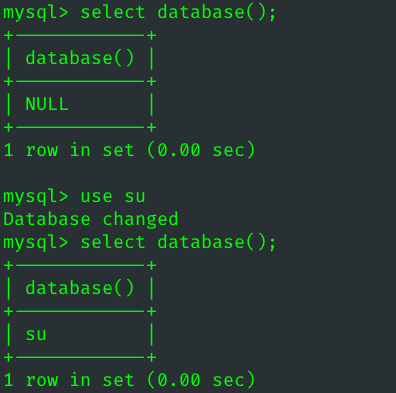 mysql> select database();
+------------+
| database() |
+------------+
| NULL       |
+------------+
1 row in set (0.00 sec)

mysql> use su
Database changed
mysql> select database();
+------------+
| database() |
+------------+
| su         |
+------------+
1 row in set (0.00 sec)